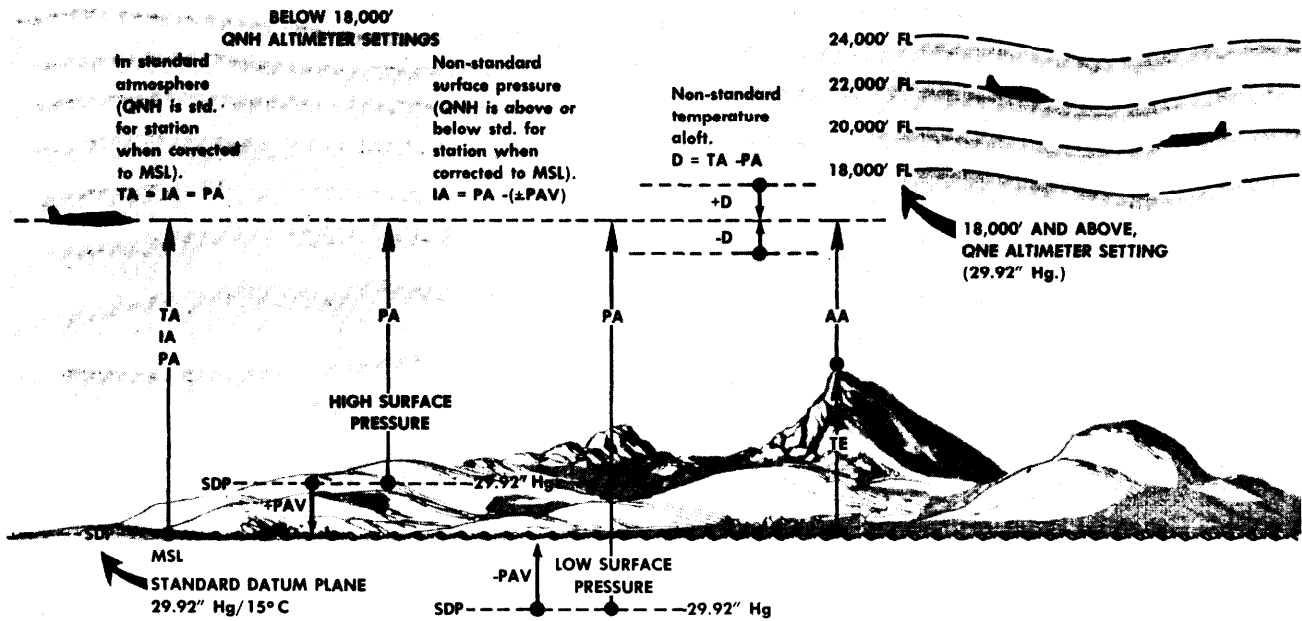 BELOW 18,000'
QNH ALTIMETER SETTINGS
In standard
atmosphere
(QNH is std.
for station
when corrected
to MSL).
TA = IA = PA
Non-standard
surface pressure
(QNH is above or
below std. for
station when
corrected to MSL).
IA = PA -(±PAV)
Non-standard
temperature
aloft.
D = TA -PA
+D
-D
24,000' FL
22,000' FL
20,000' FL
18,000' FL
18,000' AND ABOVE,
QNE ALTIMETER SETTING
(29.92" Hg.)
TA
IA
PA
PA
PA
AA
HIGH SURFACE
PRESSURE
TE
SDP
29.92" Hg
+PAV
SDP
MSL
STANDARD DATUM PLANE
29.92" Hg/15°C
-PAV
LOW SURFACE
PRESSURE
SDP
29.92" Hg